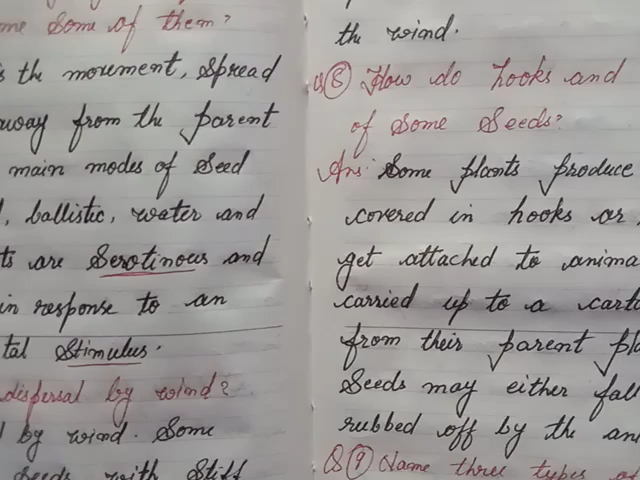 me Some of them?
s the movement, Spread
away from the parent
main modes of Seed
ballistic, water and
ts are Serotinous and
in response to an
tal Stimulus.
dispersal by wind?
by wind. Some
Seeds with Stiff
the wind.
Q 8 How do hooks and
of Some Seeds?
Ans: Some plants produce
covered in hooks or
get attached to anima
carried up to a certa
from their parent pla
Seeds may either fall
rubbed off by the an
Q 9 Name three types of